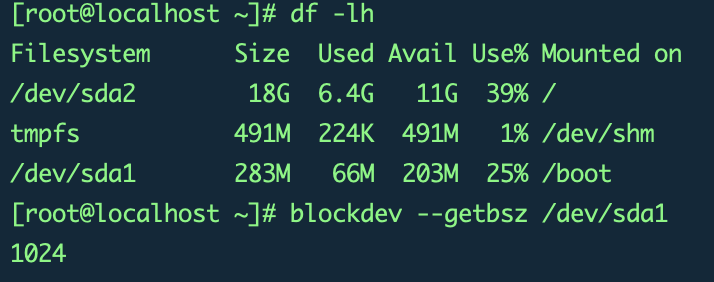 [root@localhost ~]# df -lh
Filesystem      Size  Used Avail Use% Mounted on
/dev/sda2        18G  6.4G   11G  39% /
tmpfs           491M  224K  491M   1% /dev/shm
/dev/sda1       283M   66M  203M  25% /boot
[root@localhost ~]# blockdev --getbsz /dev/sda1
1024